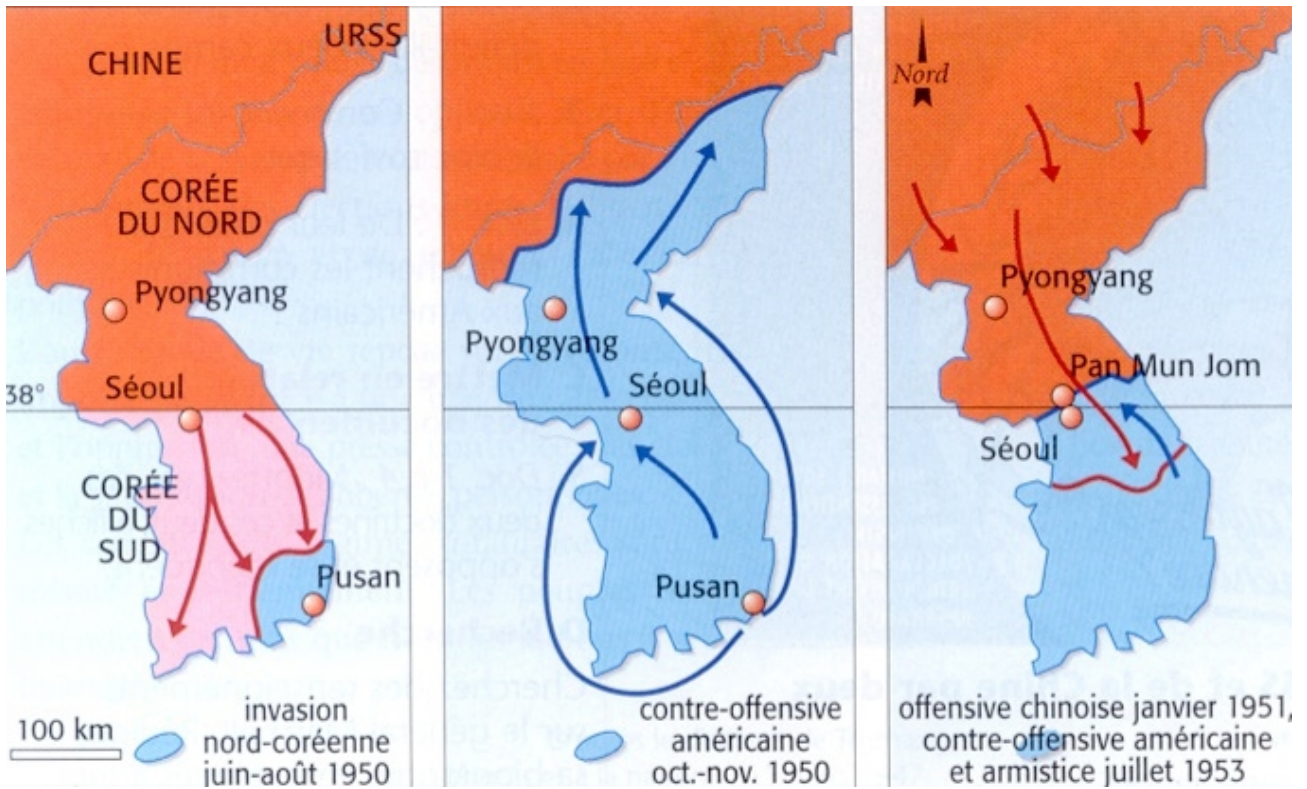 CHINE
URSS
CORÉE
DU NORD
Pyongyang
38°
Séoul
CORÉE
DU
SUD
Pusan
100 km
invasion
nord-coréenne
juin-août 1950
Pyongyang
Séoul
Pusan
contre-offensive
américaine
oct.-nov. 1950
Nord
Pyongyang
Pan Mun Jom
Séoul
offensive chinoise janvier 1951,
contre-offensive américaine
et armistice juillet 1953